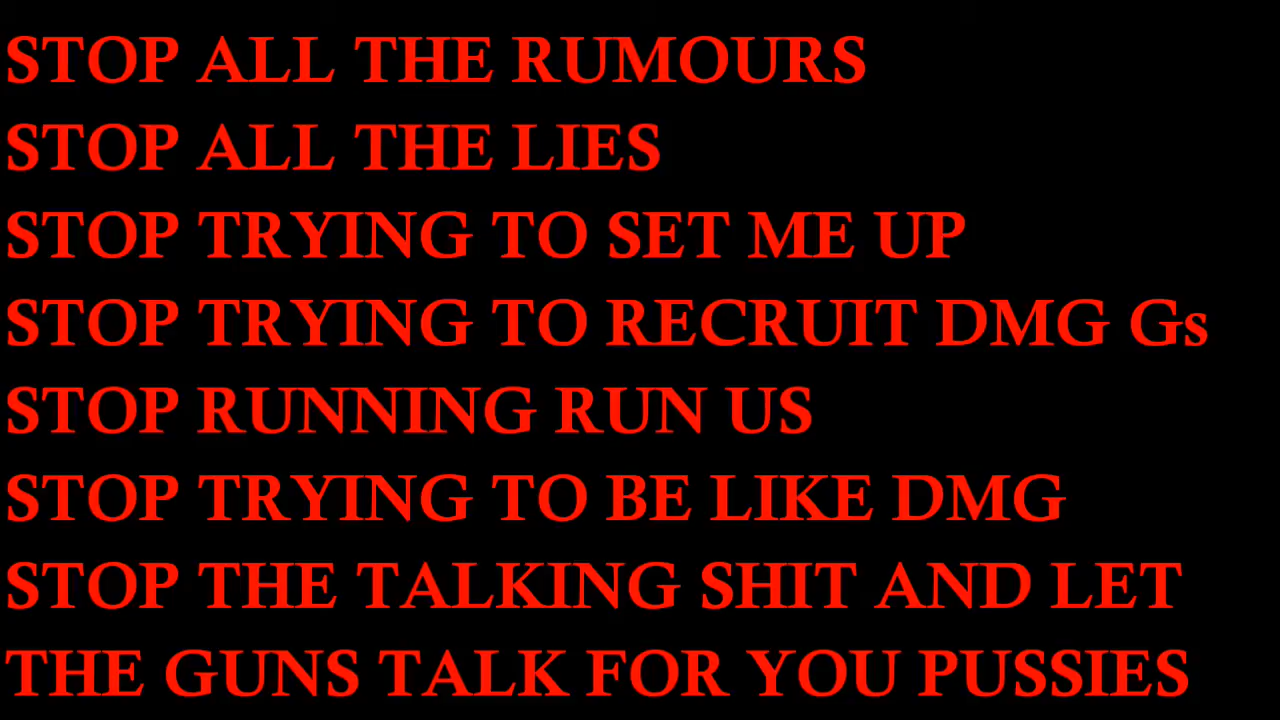 STOP ALL THE RUMOURS
STOP ALL THE LIES
STOP TRYING TO SET ME UP
STOP TRYING TO RECRUIT DMG Gs
STOP RUNNING RUN US
STOP TRYING TO BE LIKE DMG
STOP THE TALKING SHIT AND LET
THE GUNS TALK FOR YOU PUSSIES